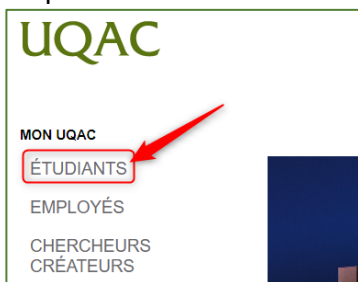 UQAC
MON UQAC
ÉTUDIANTS
EMPLOYÉS
CHERCHEURS
CRÉATEURS